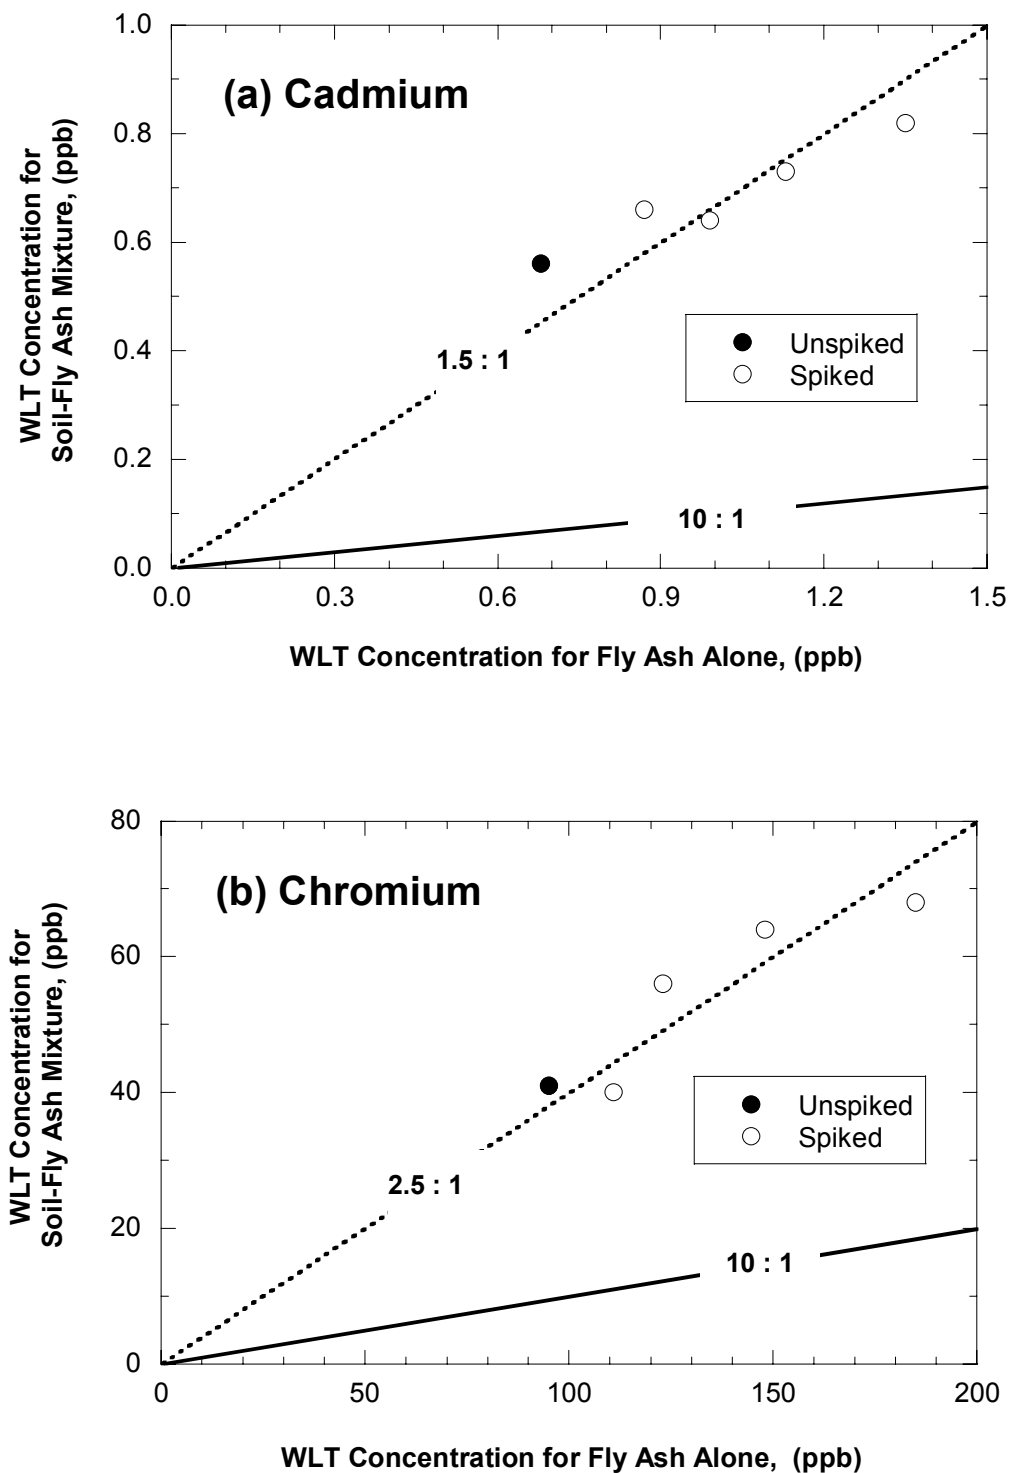 (a) Cadmium
WLT Concentration for
Soil-Fly Ash Mixture, (ppb)
1.0
0.8
0.6
0.4
0.2
0.0
1.5 : 1
10 : 1
Unspiked
Spiked
0.0 0.3 0.6 0.9 1.2 1.5
WLT Concentration for Fly Ash Alone, (ppb)
(b) Chromium
WLT Concentration for
Soil-Fly Ash Mixture, (ppb)
80
60
40
20
0
2.5 : 1
10 : 1
Unspiked
Spiked
0 50 100 150 200
WLT Concentration for Fly Ash Alone, (ppb)